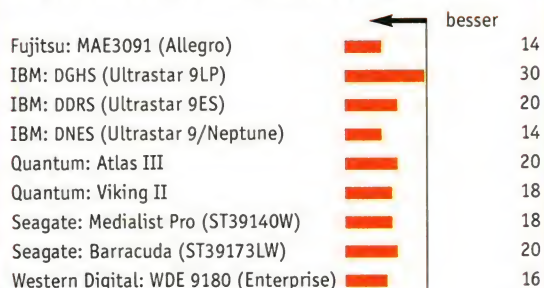 besser
Fujitsu: MAE3091 (Allegro) 14
IBM: DGHS (Ultrastar 9LP) 30
IBM: DDRS (Ultrastar 9ES) 20
IBM: DNES (Ultrastar 9/Neptune) 14
Quantum: Atlas III 20
Quantum: Viking II 18
Seagate: Medialist Pro (ST39140W) 18
Seagate: Barracuda (ST39173LW) 20
Western Digital: WDE 9180 (Enterprise) 16